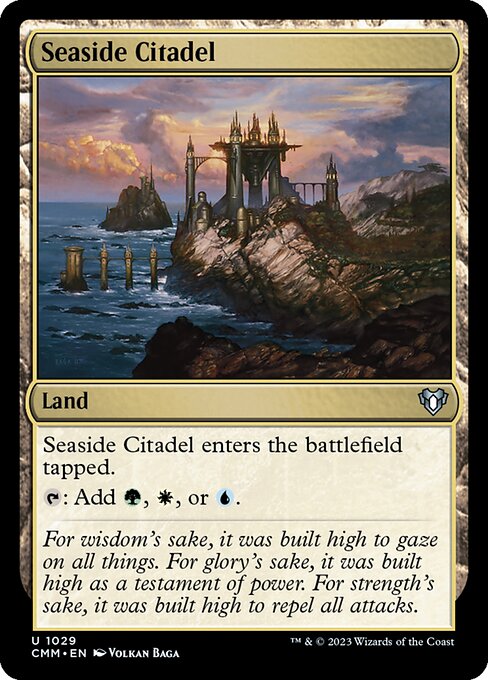 Seaside Citadel
Land
Seaside Citadel enters the battlefield
tapped.
: Add , , or .
For wisdom's sake, it was built high to gaze
on all things. For glory's sake, it was built
high as a testament of power. For strength's
sake, it was built high to repel all attacks.
U 1029
CMM • EN Volkan Baga
™ & © 2023 Wizards of the Coast